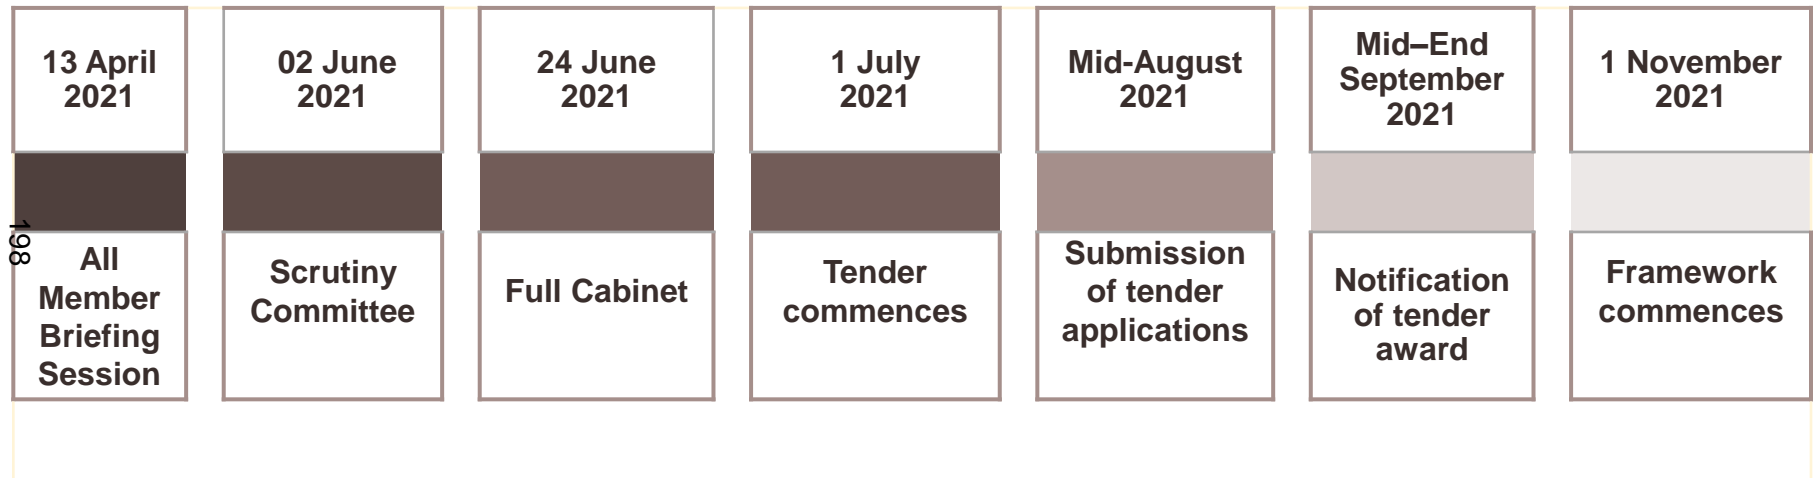 13 April
2021
02 June
2021
24 June
2021
1 July
2021
Mid-August
2021
Mid–End
September
2021
1 November
2021
All
Member
Briefing
Session
Scrutiny
Committee
Full Cabinet
Tender
commences
Submission
of tender
applications
Notification
of tender
award
Framework
commences
198